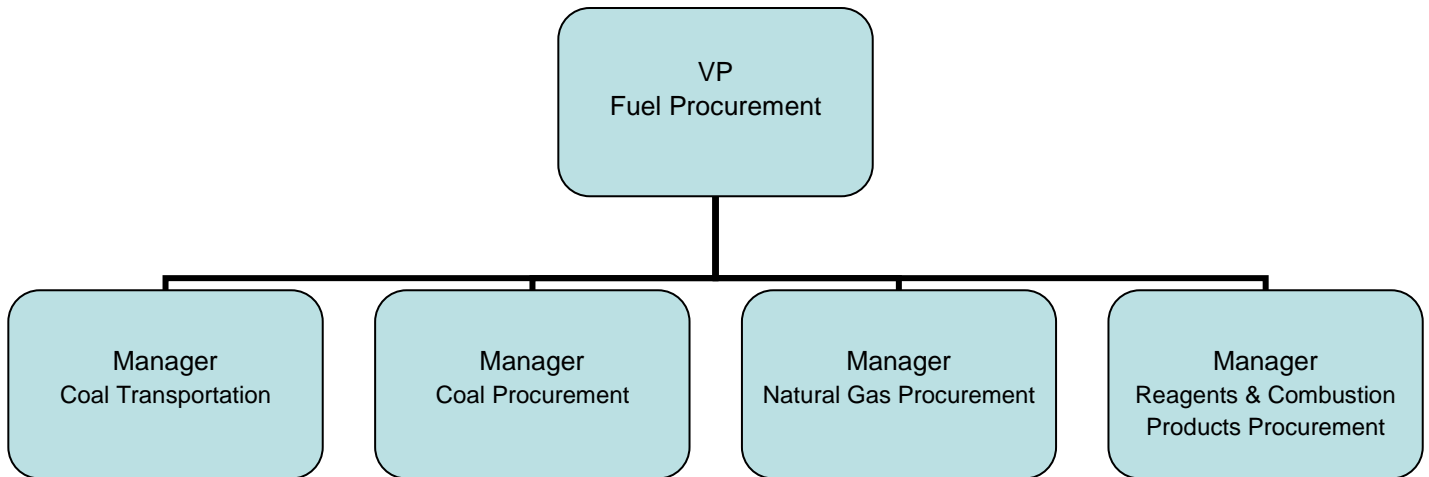 VP
Fuel Procurement
Manager
Coal Transportation
Manager
Coal Procurement
Manager
Natural Gas Procurement
Manager
Reagents & Combustion
Products Procurement